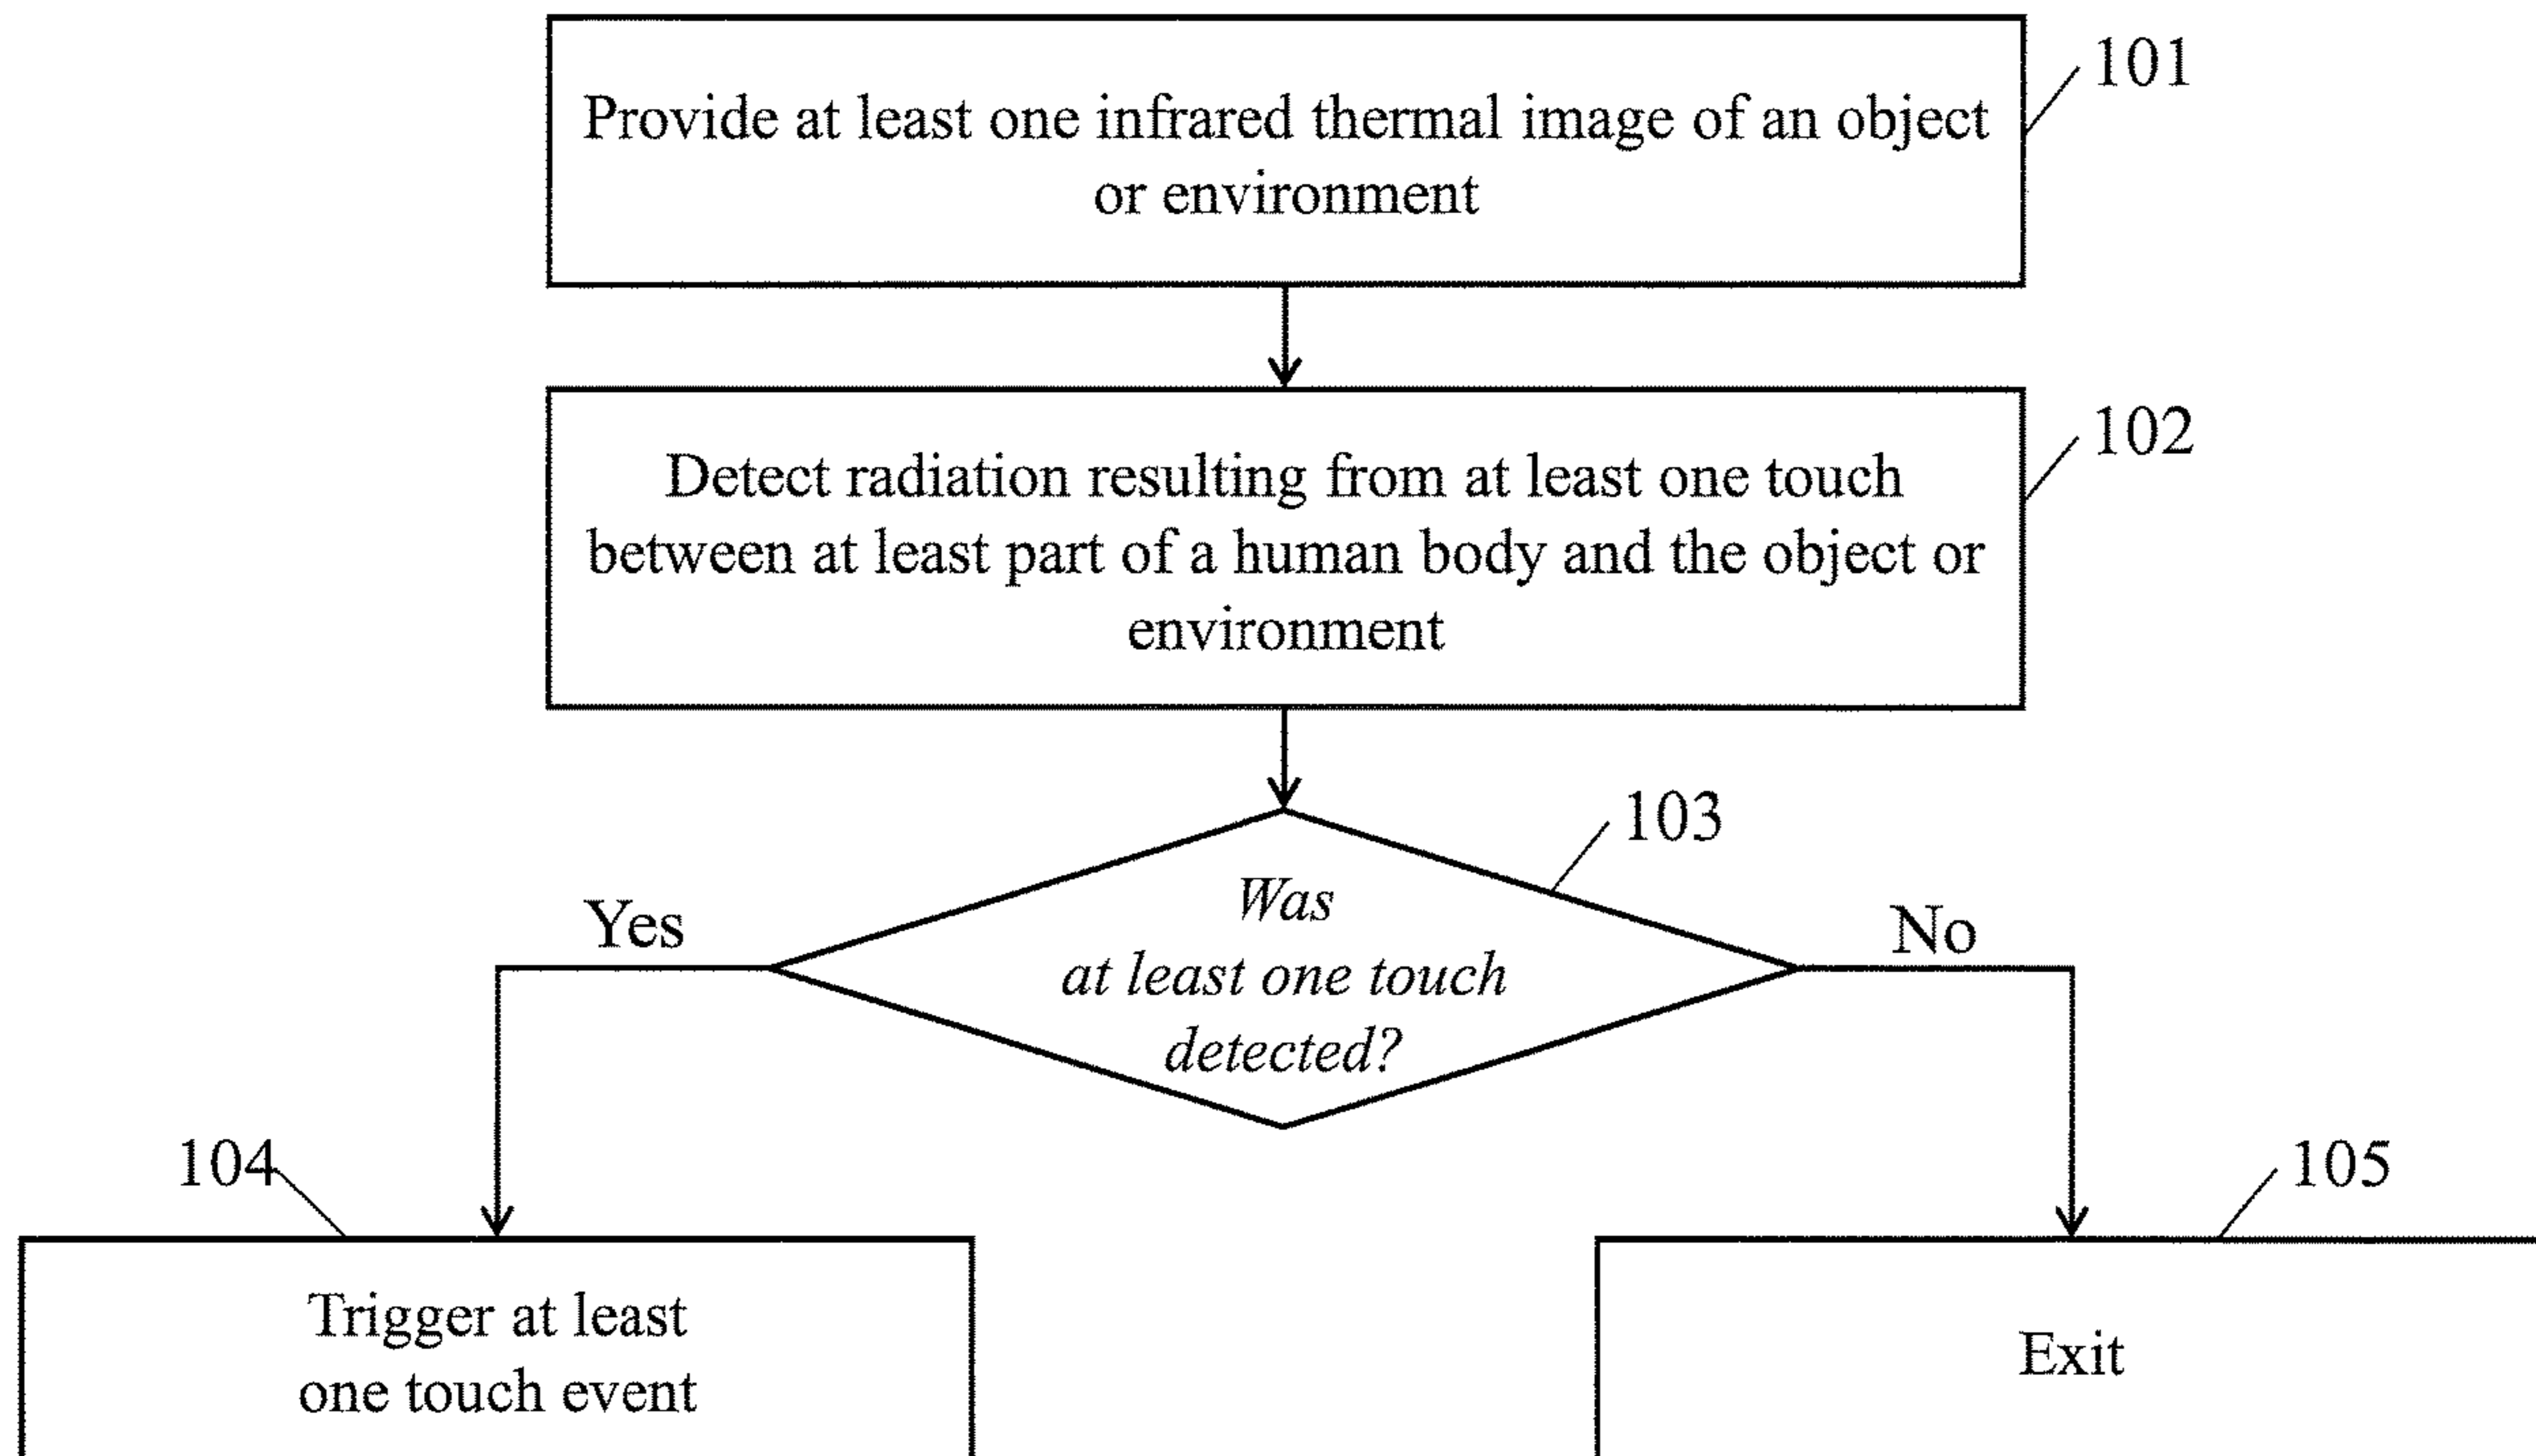 101
Provide at least one infrared thermal image of an object
or environment
102
Detect radiation resulting from at least one touch
between at least part of a human body and the object or
environment
103
Was
at least one touch
detected?
Yes
No
104
Trigger at least
one touch event
105
Exit